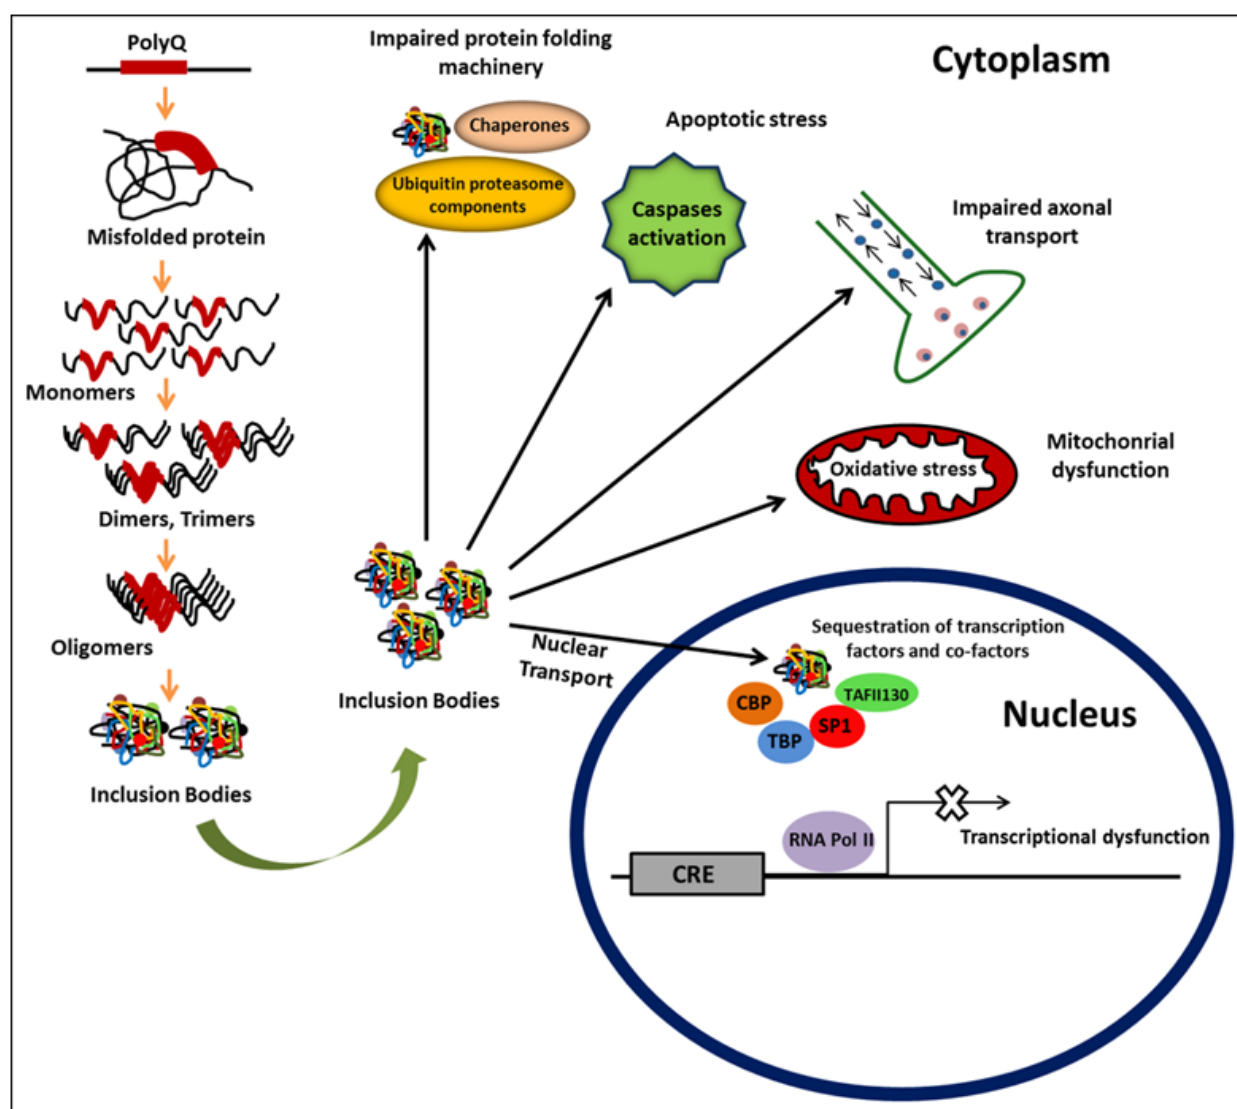 PolyQ
Misfolded protein
Monomers
Dimers, Trimers
Oligomers
Inclusion Bodies
Impaired protein folding
machinery
Chaperones
Ubiquitin proteasome
components
Cytoplasm
Apoptotic stress
Caspases
activation
Impaired axonal
transport
Mitochonrial
dysfunction
Oxidative stress
Inclusion Bodies
Nuclear
Transport
Sequestration of transcription
factors and co-factors
CBP
TBP
SP1
TAFII130
Nucleus
RNA Pol II
Transcriptional dysfunction
CRE